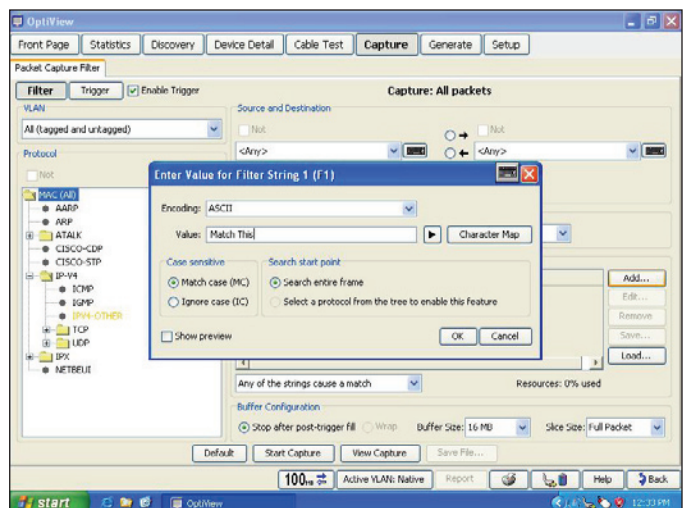 OptiView
Front Page Statistics Discovery Device Detail Cable Test Capture Generate Setup
Packet Capture Filter
Filter Trigger Enable Trigger Capture: All packets
VLAN
All (tagged and untagged)
Source and Destination
Not Not
<Any> <Any>
Protocol
Not
MAC (All)
AARP
ARP
ATALK
CISCO-CDP
CISCO-STP
IP-V4
ICMP
IGMP
IPV4-OTHER
TCP
UDP
IPX
NETBEUI
Enter Value for Filter String 1 (F1)
Encoding: ASCII
Value: Match This Character Map
Case sensitive
Match case (MC)
Ignore case (IC)
Search start point
Search entire frame
Select a protocol from the tree to enable this feature
Show preview OK Cancel
Add...
Edit...
Remove
Save...
Load...
Any of the strings cause a match Resources: 0% used
Buffer Configuration
Stop after post-trigger fill Wrap Buffer Size: 16 MB Slice Size: Full Packet
Default Start Capture View Capture Save File...
100 Active VLAN: Native Report Help Back
start OptiView 12:33 PM